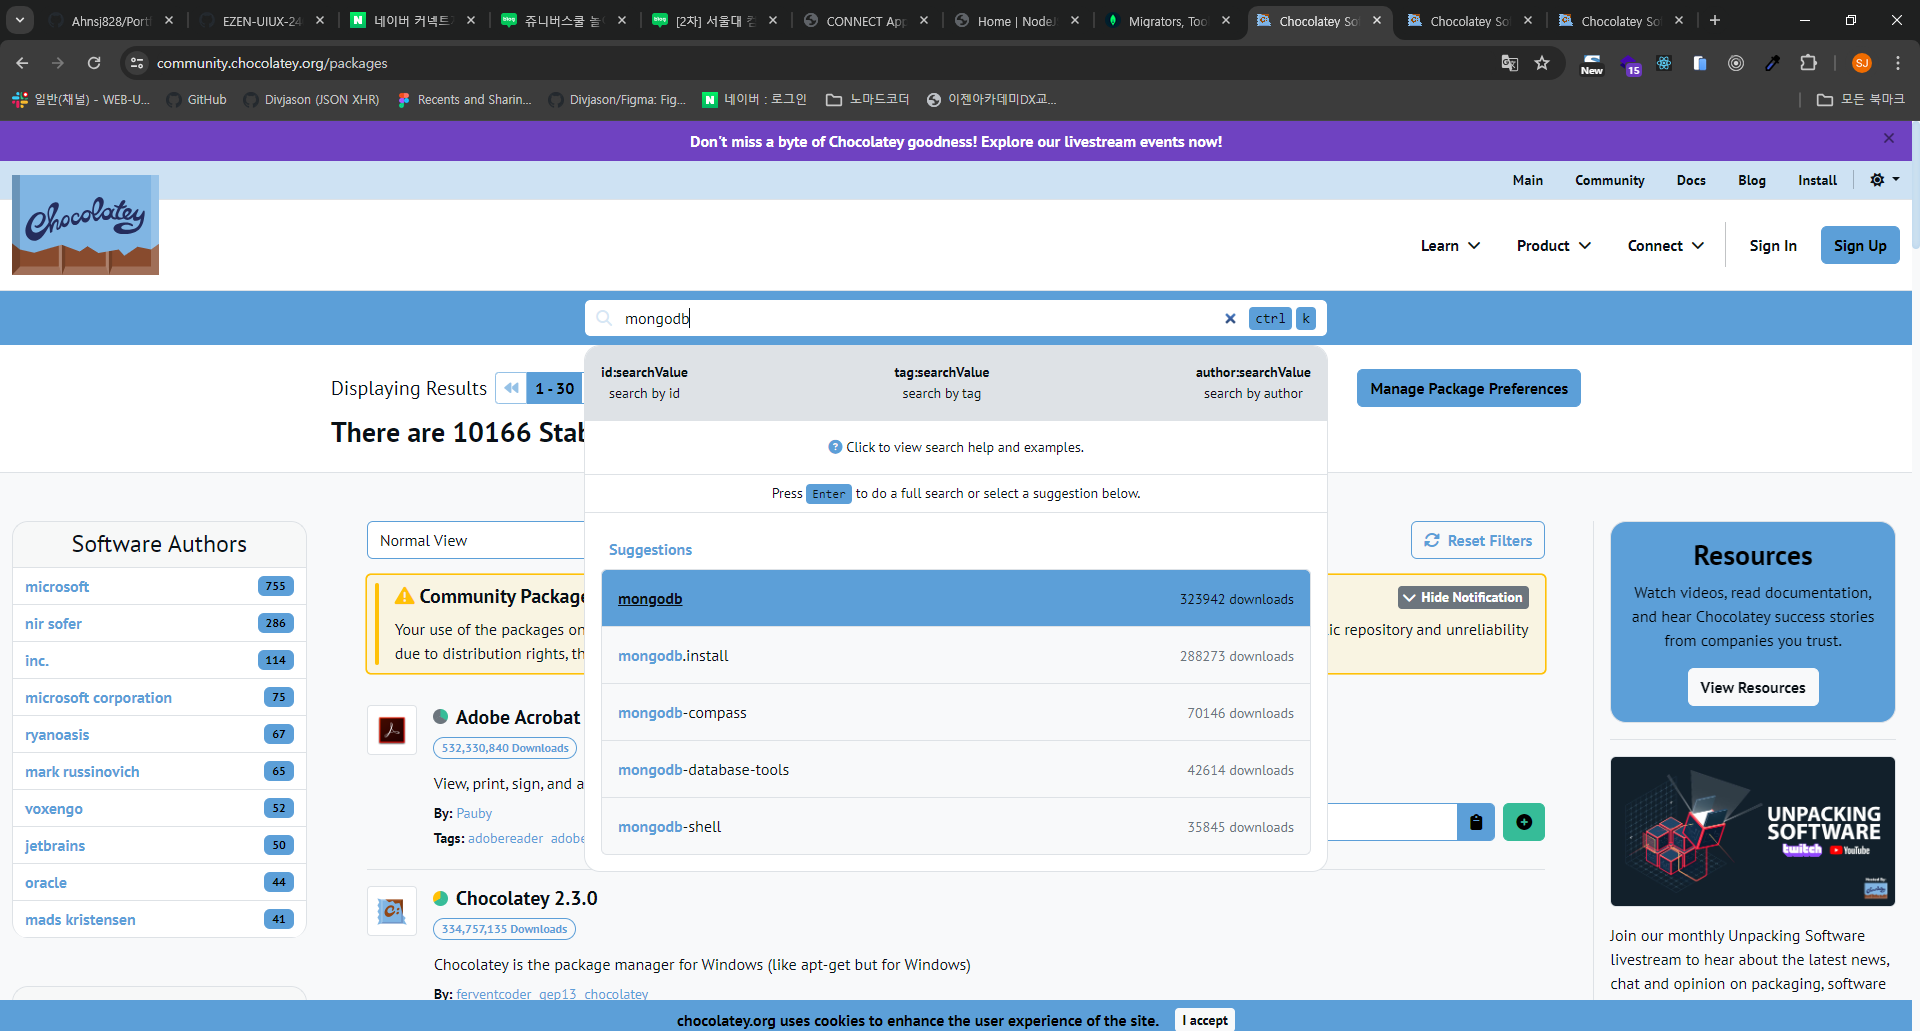 Ahnsj828/Portf
EZEN-UIUX-24
네이버 커넥트
쥬니버스쿨 놀
[2차] 서울대 컴
CONNECT App
Home | NodeJ
Migrators, Too
Chocolatey Sof
Chocolatey So
Chocolatey So
community.chocolatey.org/packages
New
15
SJ
일반(채널) - WEB-U...
GitHub
Divjason (JSON XHR)
Recents and Sharin...
Divjason/Figma: Fig...
네이버 : 로그인
노마드코더
이젠아카데미DX교...
모든 북마크
Don't miss a byte of Chocolatey goodness! Explore our livestream events now!
Chocolatey
Main
Community
Docs
Blog
Install
Learn
Product
Connect
Sign In
Sign Up
mongodb
ctrl
k
Displaying Results
1 - 30
There are 10166 Stab
id:searchValue
search by id
tag:searchValue
search by tag
author:searchValue
search by author
Manage Package Preferences
Click to view search help and examples.
Press Enter to do a full search or select a suggestion below.
Suggestions
mongodb 323942 downloads
mongodb.install 288273 downloads
mongodb-compass 70146 downloads
mongodb-database-tools 42614 downloads
mongodb-shell 35845 downloads
Software Authors
microsoft 755
nir sofer 286
inc. 114
microsoft corporation 75
ryanoasis 67
mark russinovich 65
voxengo 52
jetbrains 50
oracle 44
mads kristensen 41
Normal View
Reset Filters
Community Package
Hide Notification
Your use of the packages on
ic repository and unreliability
due to distribution rights, th
Adobe Acrobat
532,330,840 Downloads
View, print, sign, and a
By: Pauby
Tags: adobereader adobe
Chocolatey 2.3.0
334,757,135 Downloads
Chocolatey is the package manager for Windows (like apt-get but for Windows)
By: ferventcoder gep13 chocolatey
Resources
Watch videos, read documentation,
and hear Chocolatey success stories
from companies you trust.
View Resources
UNPACKING
SOFTWARE
twitch YouTube
Join our monthly Unpacking Software
livestream to hear about the latest news,
chat and opinion on packaging, software
chocolatey.org uses cookies to enhance the user experience of the site.
I accept